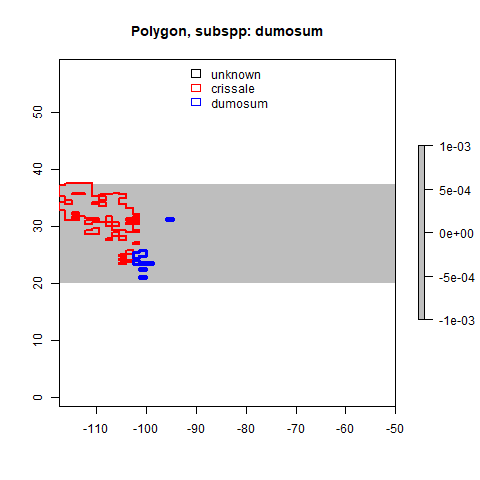 Polygon, subspp: dumosum
unknown
crissale
dumosum
50
40
30
20
10
0
-110
-100
-90
-80
-70
-60
-50
1e-03
5e-04
0e+00
-5e-04
-1e-03